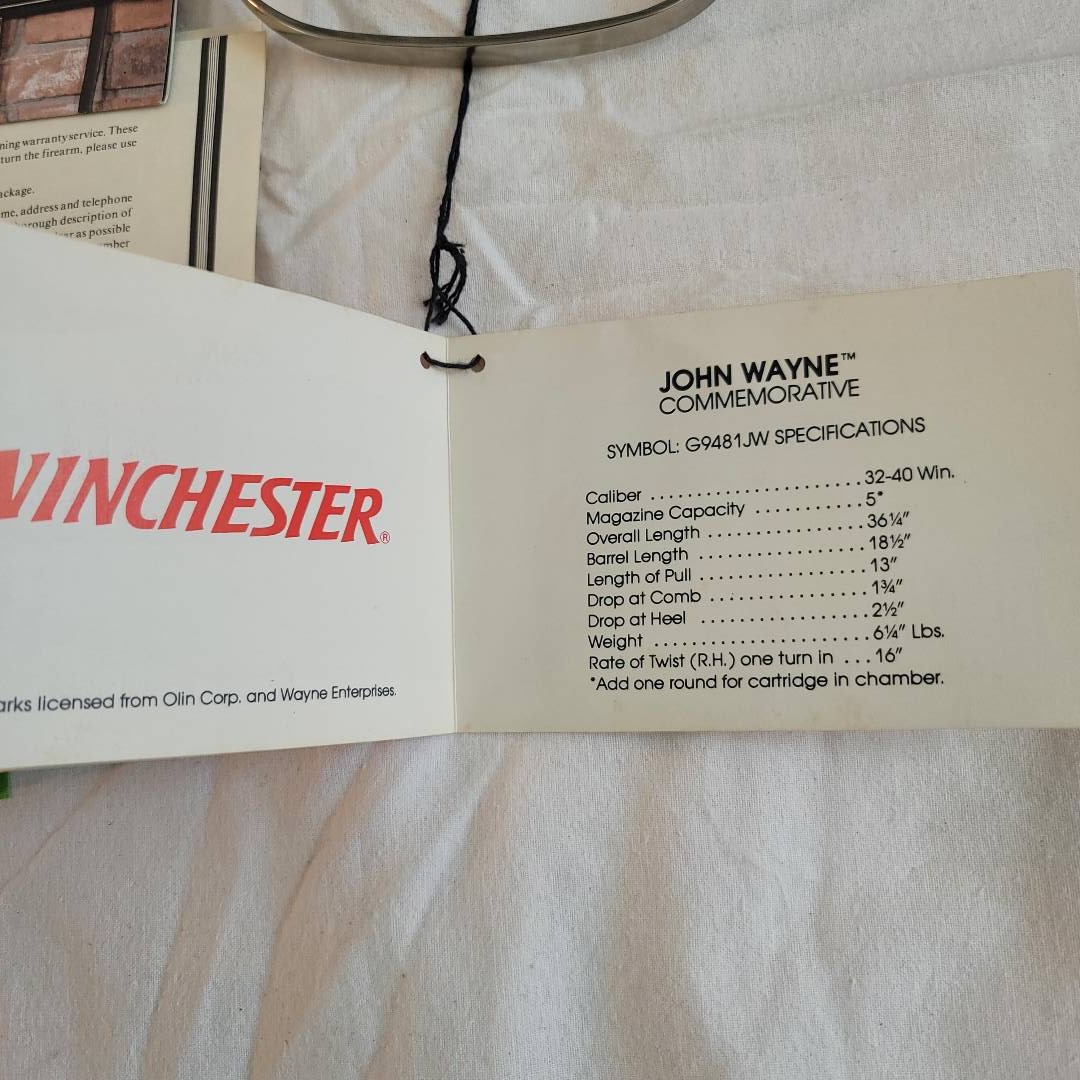 ning warranty service. These
turn the firearm, please use
ackage.
me, address and telephone
orough description of
as possible
mber
WINCHESTER®
arks licensed from Olin Corp. and Wayne Enterprises.
JOHN WAYNE™
COMMEMORATIVE
SYMBOL: G9481JW SPECIFICATIONS
Caliber ....................... 32-40 Win.
Magazine Capacity ............ 5*
Overall Length ................. 36¼"
Barrel Length .................. 18½"
Length of Pull .................. 13"
Drop at Comb ................. 1¾"
Drop at Heel .................. 2½"
Weight ........................ 6¼" Lbs.
Rate of Twist (R.H.) one turn in ... 16"
*Add one round for cartridge in chamber.